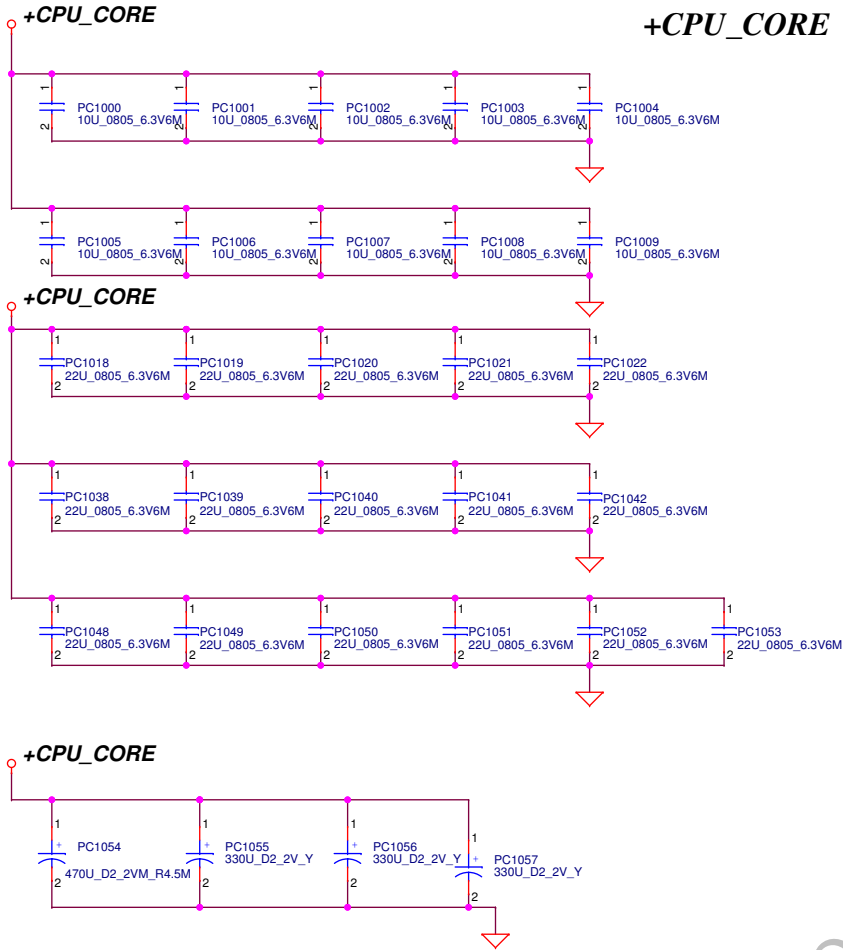 +CPU_CORE
+CPU_CORE
1 1 1 1 1
PC1000 PC1001 PC1002 PC1003 PC1004
10U_0805_6.3V6M 10U_0805_6.3V6M 10U_0805_6.3V6M 10U_0805_6.3V6M 10U_0805_6.3V6M
2 2 2 2 2
1 1 1 1 1
PC1005 PC1006 PC1007 PC1008 PC1009
10U_0805_6.3V6M 10U_0805_6.3V6M 10U_0805_6.3V6M 10U_0805_6.3V6M 10U_0805_6.3V6M
2 2 2 2 2
+CPU_CORE
1 1 1 1 1
PC1018 PC1019 PC1020 PC1021 PC1022
22U_0805_6.3V6M 22U_0805_6.3V6M 22U_0805_6.3V6M 22U_0805_6.3V6M 22U_0805_6.3V6M
2 2 2 2 2
1 1 1 1 1
PC1038 PC1039 PC1040 PC1041 PC1042
22U_0805_6.3V6M 22U_0805_6.3V6M 22U_0805_6.3V6M 22U_0805_6.3V6M 22U_0805_6.3V6M
2 2 2 2 2
1 1 1 1 1 1
PC1048 PC1049 PC1050 PC1051 PC1052 PC1053
22U_0805_6.3V6M 22U_0805_6.3V6M 22U_0805_6.3V6M 22U_0805_6.3V6M 22U_0805_6.3V6M 22U_0805_6.3V6M
2 2 2 2 2 2
+CPU_CORE
1 1 1 1
+ + + +
PC1054 PC1055 PC1056 PC1057
470U_D2_2VM_R4.5M 330U_D2_2V_Y 330U_D2_2V_Y 330U_D2_2V_Y
2 2 2 2